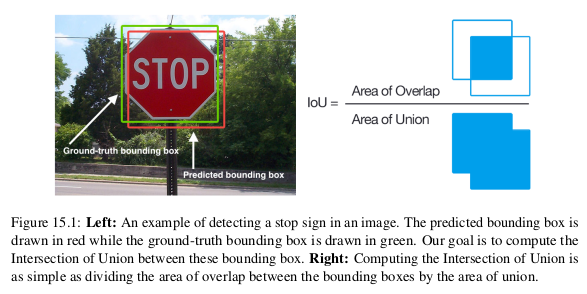 STOP
Ground-truth bounding box
Predicted bounding box
IoU =
Area of Overlap
Area of Union
Figure 15.1: Left: An example of detecting a stop sign in an image. The predicted bounding box is
drawn in red while the ground-truth bounding box is drawn in green. Our goal is to compute the
Intersection of Union between these bounding box. Right: Computing the Intersection of Union is
as simple as dividing the area of overlap between the bounding boxes by the area of union.